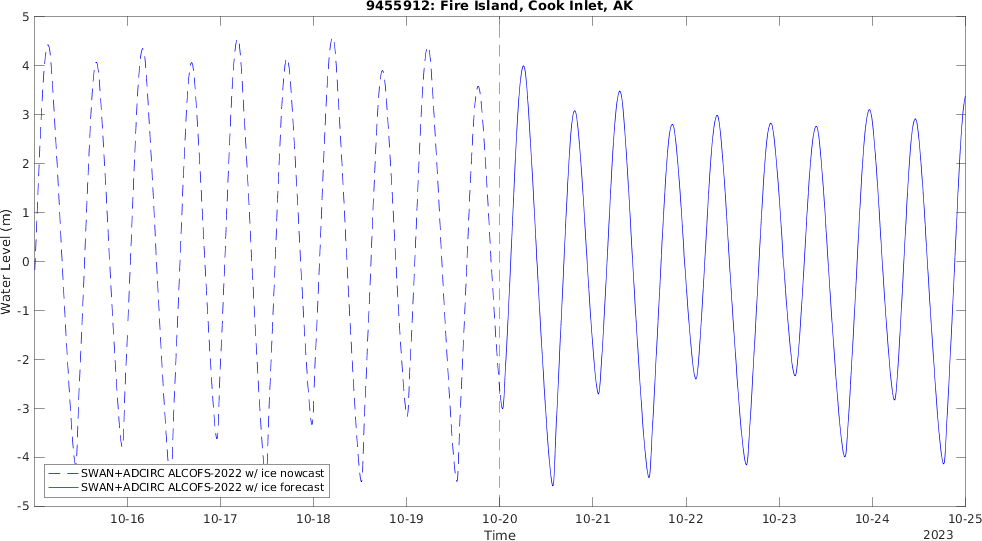 9455912: Fire Island, Cook Inlet, AK
5
4
3
2
1
0
-1
-2
-3
-4
-5
Water Level (m)
SWAN+ADCIRC ALCOFS-2022 w/ ice nowcast
SWAN+ADCIRC ALCOFS-2022 w/ ice forecast
10-16 10-17 10-18 10-19 10-20 10-21 10-22 10-23 10-24 10-25
Time
2023